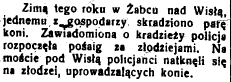 Zimą tego roku w Żabcu nad Wisłą,
jednemu z gospodarzy skradziono parę
koni. Zawiadomiona o kradzieży policja
rozpoczęła pościg za złodziejami. Na
moście pod Wisłą policjanci natknęli się
na złodzei, uprowadzających konie.